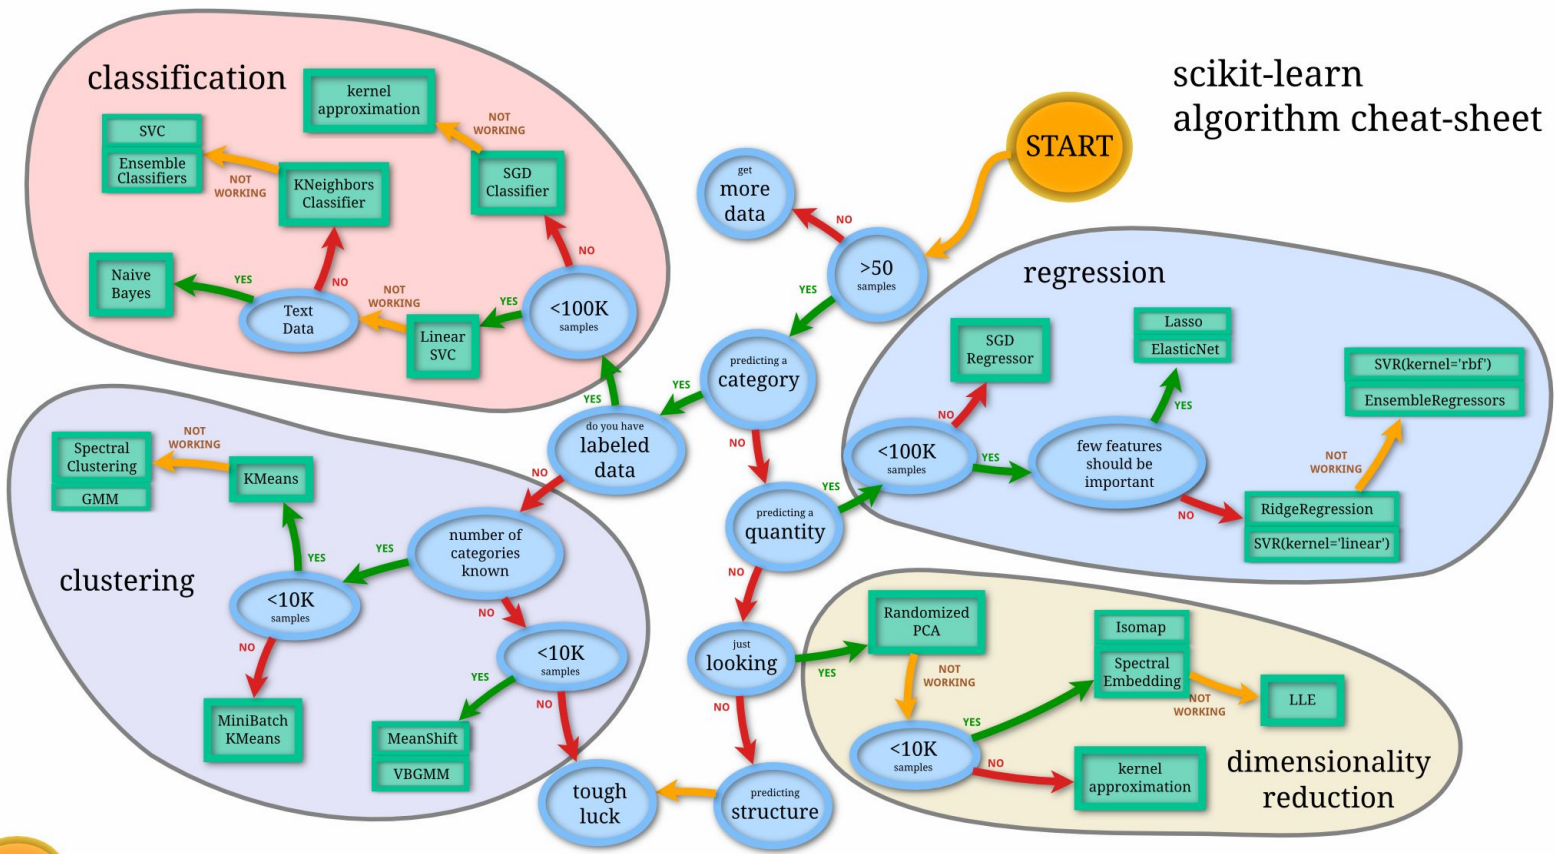 scikit-learn
algorithm cheat-sheet
START
classification
kernel
approximation
NOT
WORKING
SVC
Ensemble
Classifiers
NOT
WORKING
KNeighbors
Classifier
SGD
Classifier
NO
Naive
Bayes
YES
NO
Text
Data
NOT
WORKING
Linear
SVC
YES
<100K
samples
YES
get
more
data
NO
>50
samples
YES
predicting a
category
YES
NO
do you have
labeled
data
NO
predicting a
quantity
YES
NO
just
looking
YES
NO
predicting
structure
tough
luck
regression
SGD
Regressor
Lasso
ElasticNet
SVR(kernel='rbf')
EnsembleRegressors
NO
YES
<100K
samples
YES
few features
should be
important
NOT
WORKING
NO
RidgeRegression
SVR(kernel='linear')
clustering
Spectral
Clustering
GMM
NOT
WORKING
KMeans
number of
categories
known
YES
YES
<10K
samples
NO
NO
<10K
samples
YES
NO
MiniBatch
KMeans
MeanShift
VBGMM
dimensionality
reduction
Randomized
PCA
NOT
WORKING
Isomap
Spectral
Embedding
NOT
WORKING
LLE
YES
<10K
samples
NO
kernel
approximation